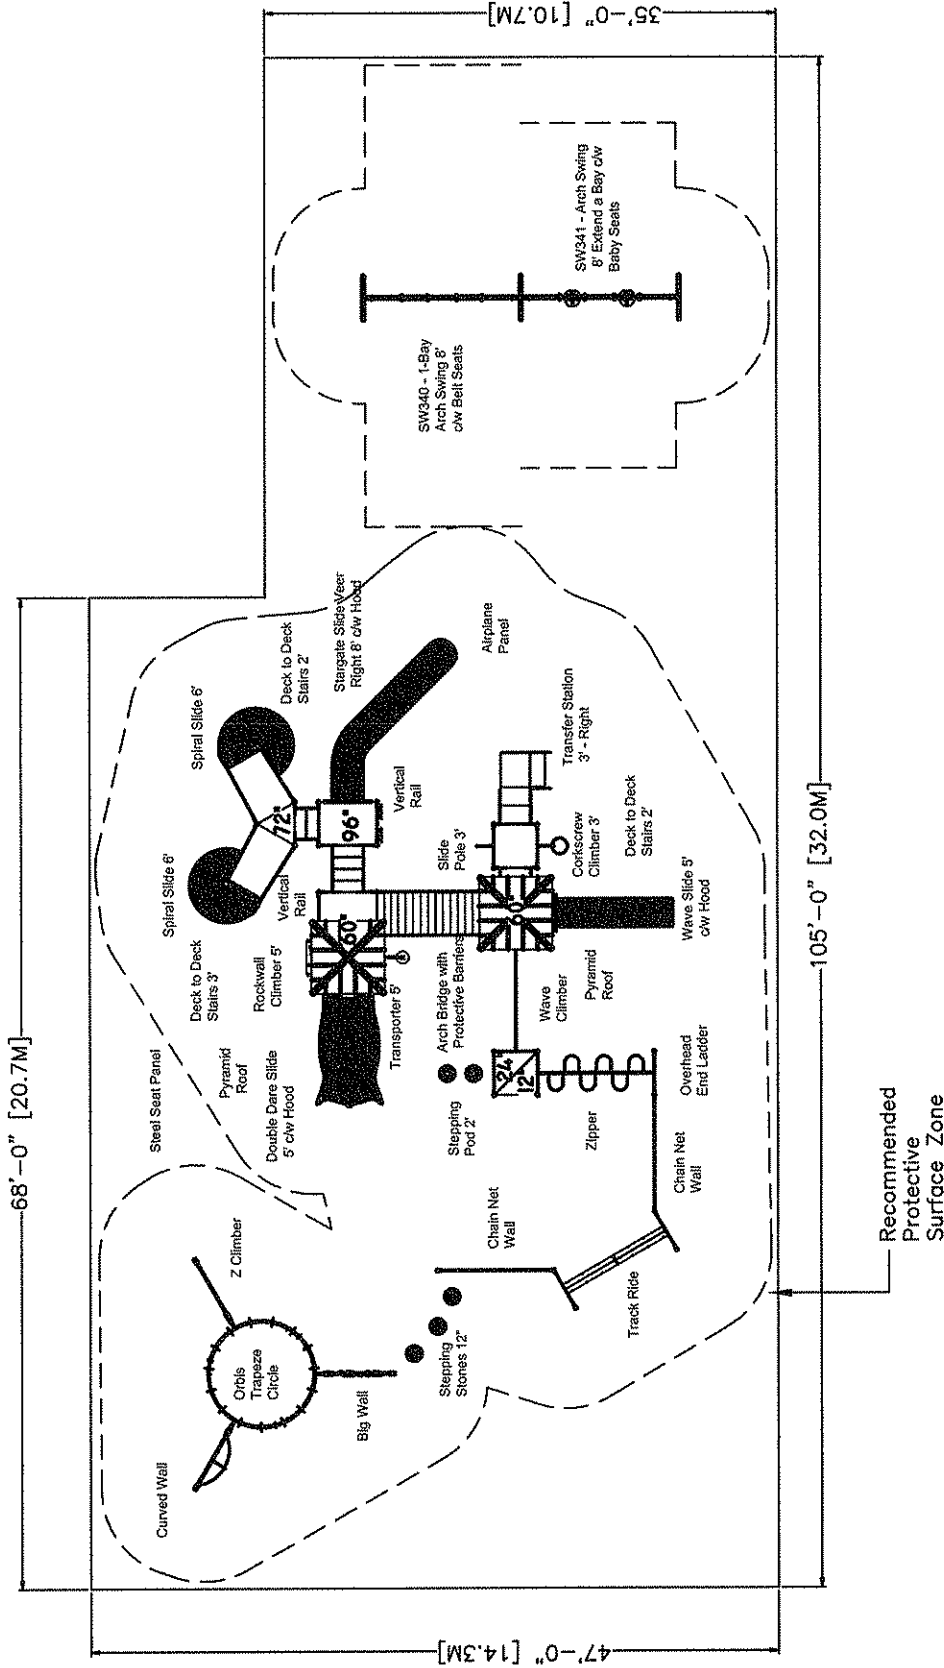 68'-0" [20.7M]
35'-0" [10.7M]
47'-0" [14.3M]
105'-0" [32.0M]
Curved Wall
Orbis
Trapeze
Circle
Z Climber
Big Wall
Stepping
Stones 12"
Chain Net
Wall
Track Ride
Chain Net
Wall
Overhead
End Ladder
Zipper
Stepping
Pod 2'
24"
12"
Wave
Climber
Arch Bridge with
Protective Barriers
Steel Seat Panel
Pyramid
Roof
Double Dare Slide
5' c/w Hood
Transporter 5'
Rockwall
Climber 5'
Deck to Deck
Stairs 3'
60"
Vertical
Rail
Spiral Slide 6'
Spiral Slide 6'
72"
96"
Deck to Deck
Stairs 2'
Stargate Slide Veer
Right 8' c/w Hood
Vertical
Rail
Airplane
Panel
Slide
Pole 3'
Transfer Station
3' - Right
Corkscrew
Climber 3'
Deck to Deck
Stairs 2'
60"
Pyramid
Roof
Wave Slide 5'
c/w Hood
SW340 - 1-Bay
Arch Swing 8'
c/w Belt Seats
SW341 - Arch Swing
8' Extend a Bay c/w
Baby Seats
Recommended
Protective
Surface Zone